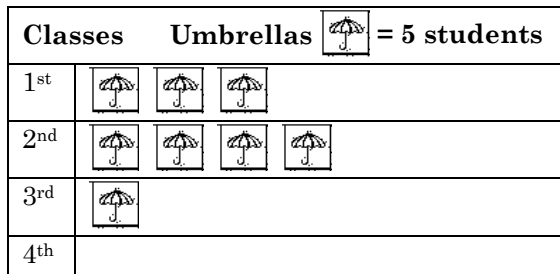 Classes Umbrellas = 5 students
1st
2nd
3rd
4th